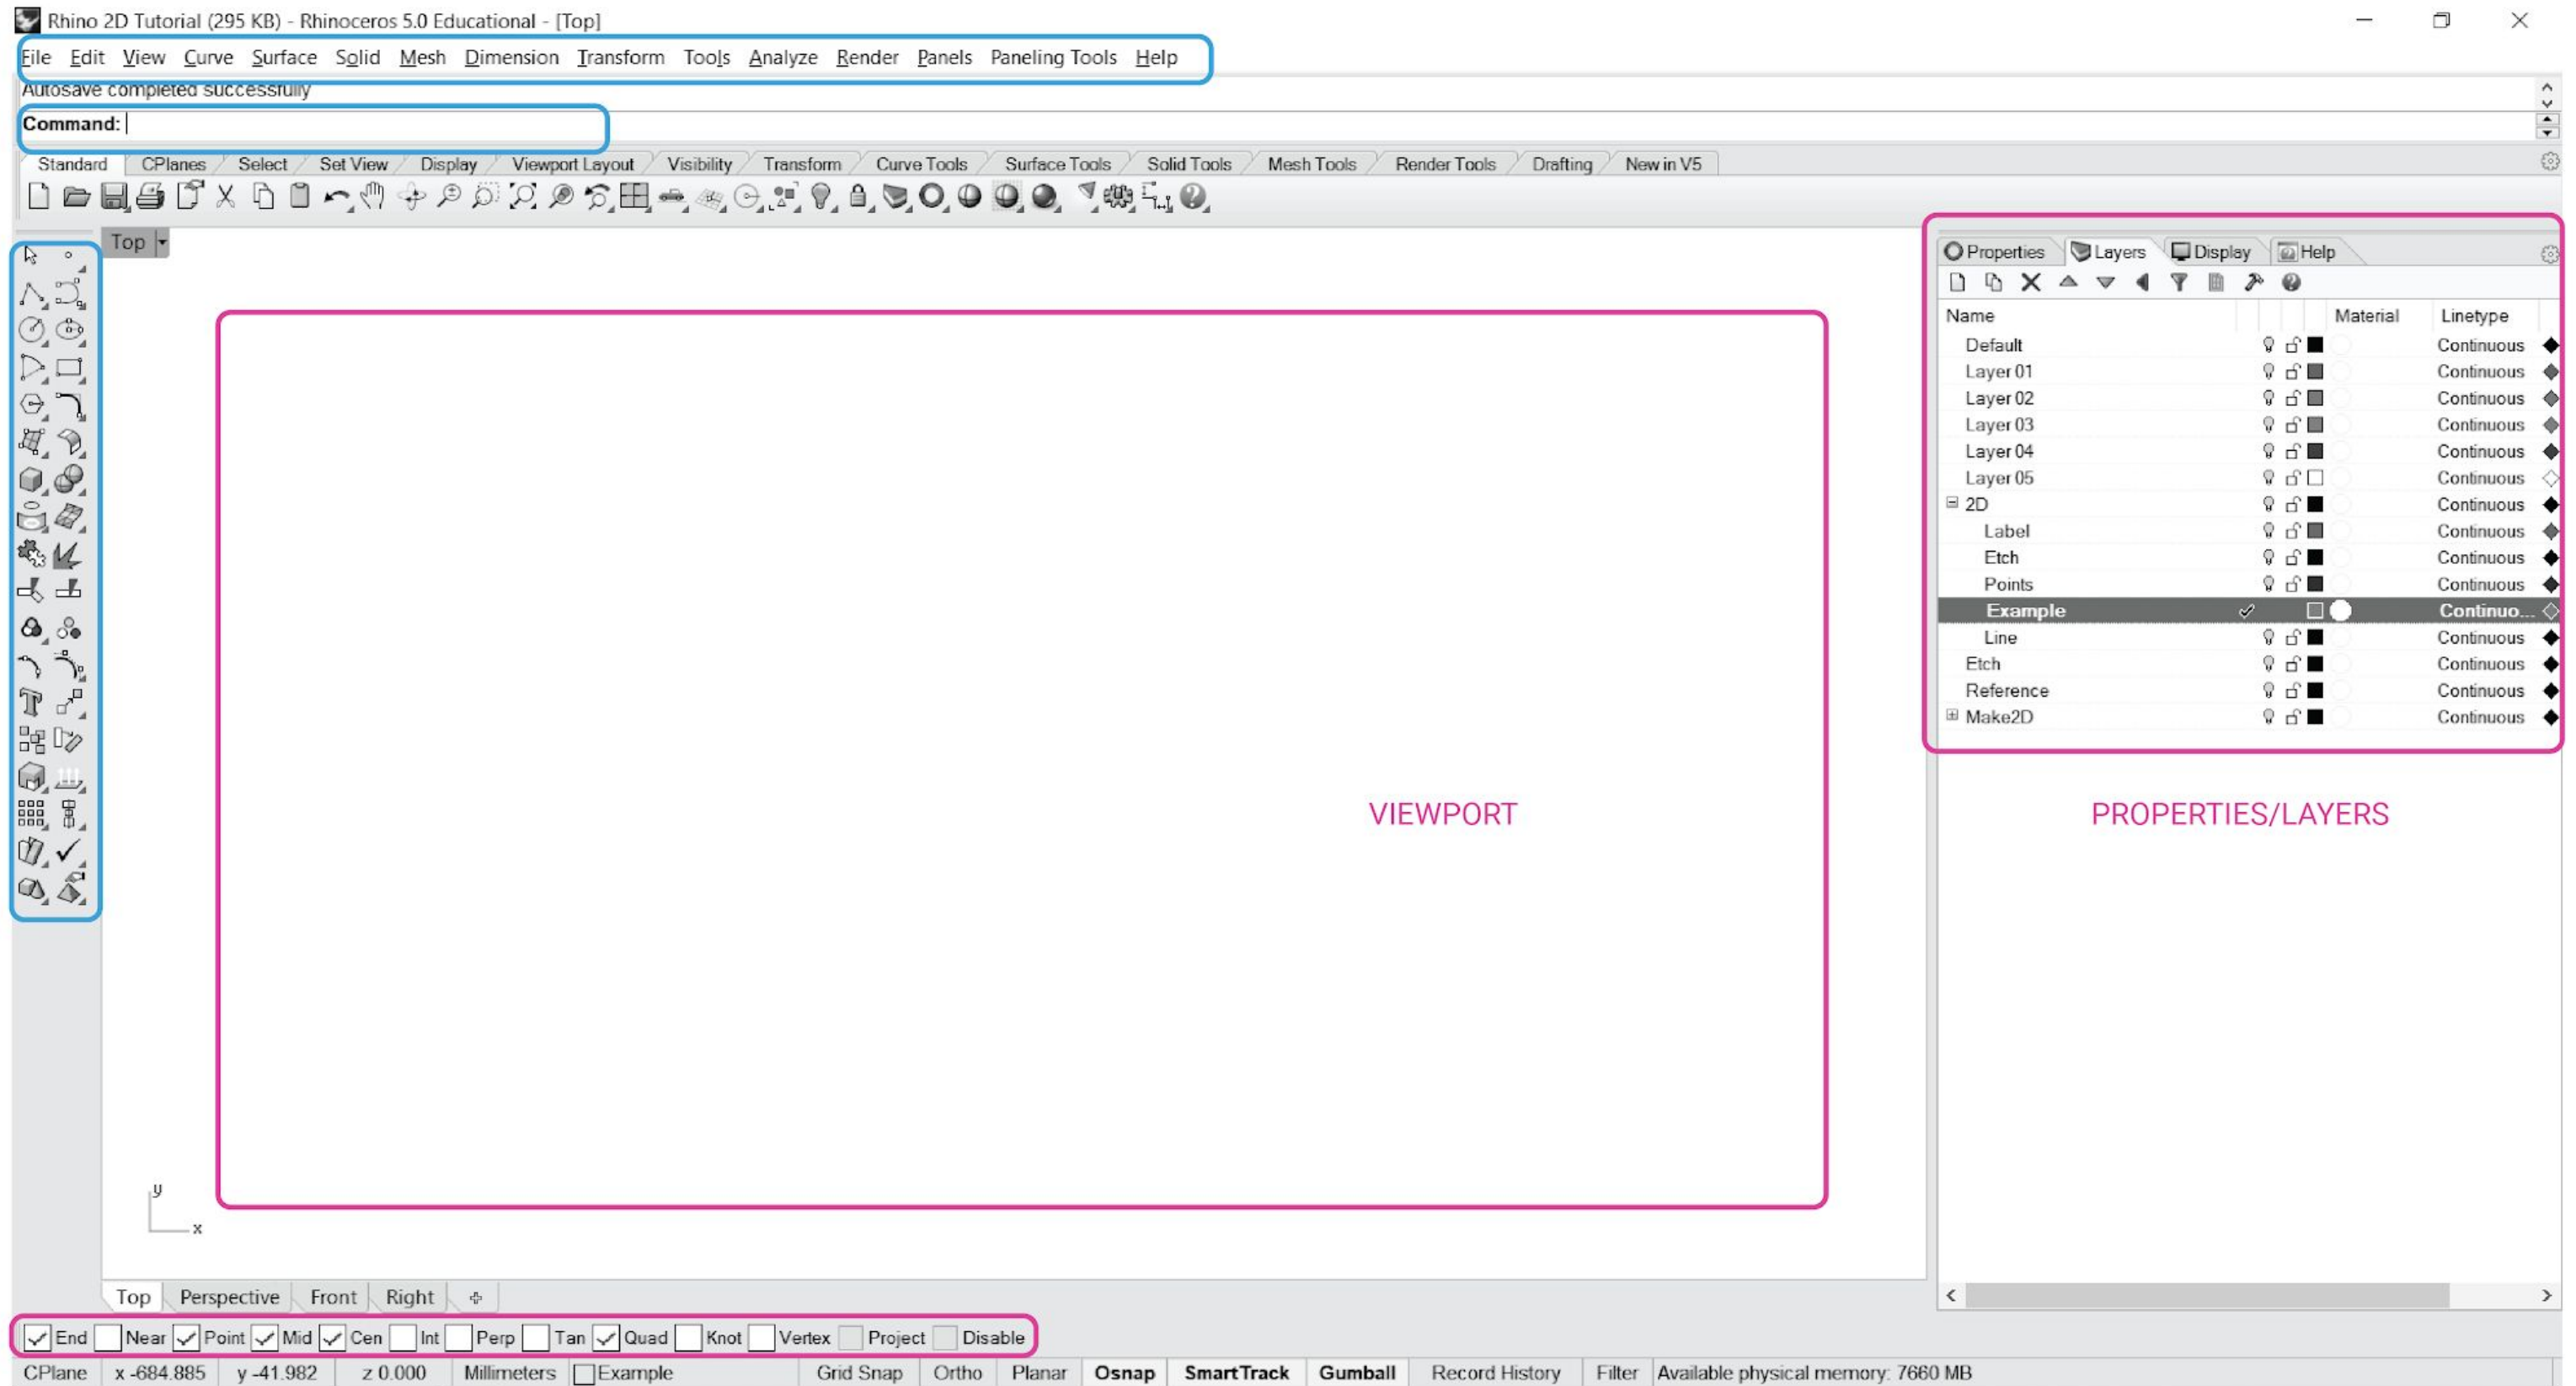 Rhino 2D Tutorial (295 KB) - Rhinoceros 5.0 Educational - [Top]
File Edit View Curve Surface Solid Mesh Dimension Transform Tools Analyze Render Panels Paneling Tools Help
Autosave completed successfully
Command:
Standard CPlanes Select Set View Display Viewport Layout Visibility Transform Curve Tools Surface Tools Solid Tools Mesh Tools Render Tools Drafting New in V5
Top
Properties Layers Display Help
Name Material Linetype
Default Continuous
Layer 01 Continuous
Layer 02 Continuous
Layer 03 Continuous
Layer 04 Continuous
Layer 05 Continuous
2D Continuous
Label Continuous
Etch Continuous
Points Continuous
Example Continuo...
Line Continuous
Etch Continuous
Reference Continuous
Make2D Continuous
VIEWPORT
PROPERTIES/LAYERS
y
x
Top Perspective Front Right
End Near Point Mid Cen Int Perp Tan Quad Knot Vertex Project Disable
CPlane x -684.885 y -41.982 z 0.000 Millimeters Example Grid Snap Ortho Planar Osnap SmartTrack Gumball Record History Filter Available physical memory: 7660 MB